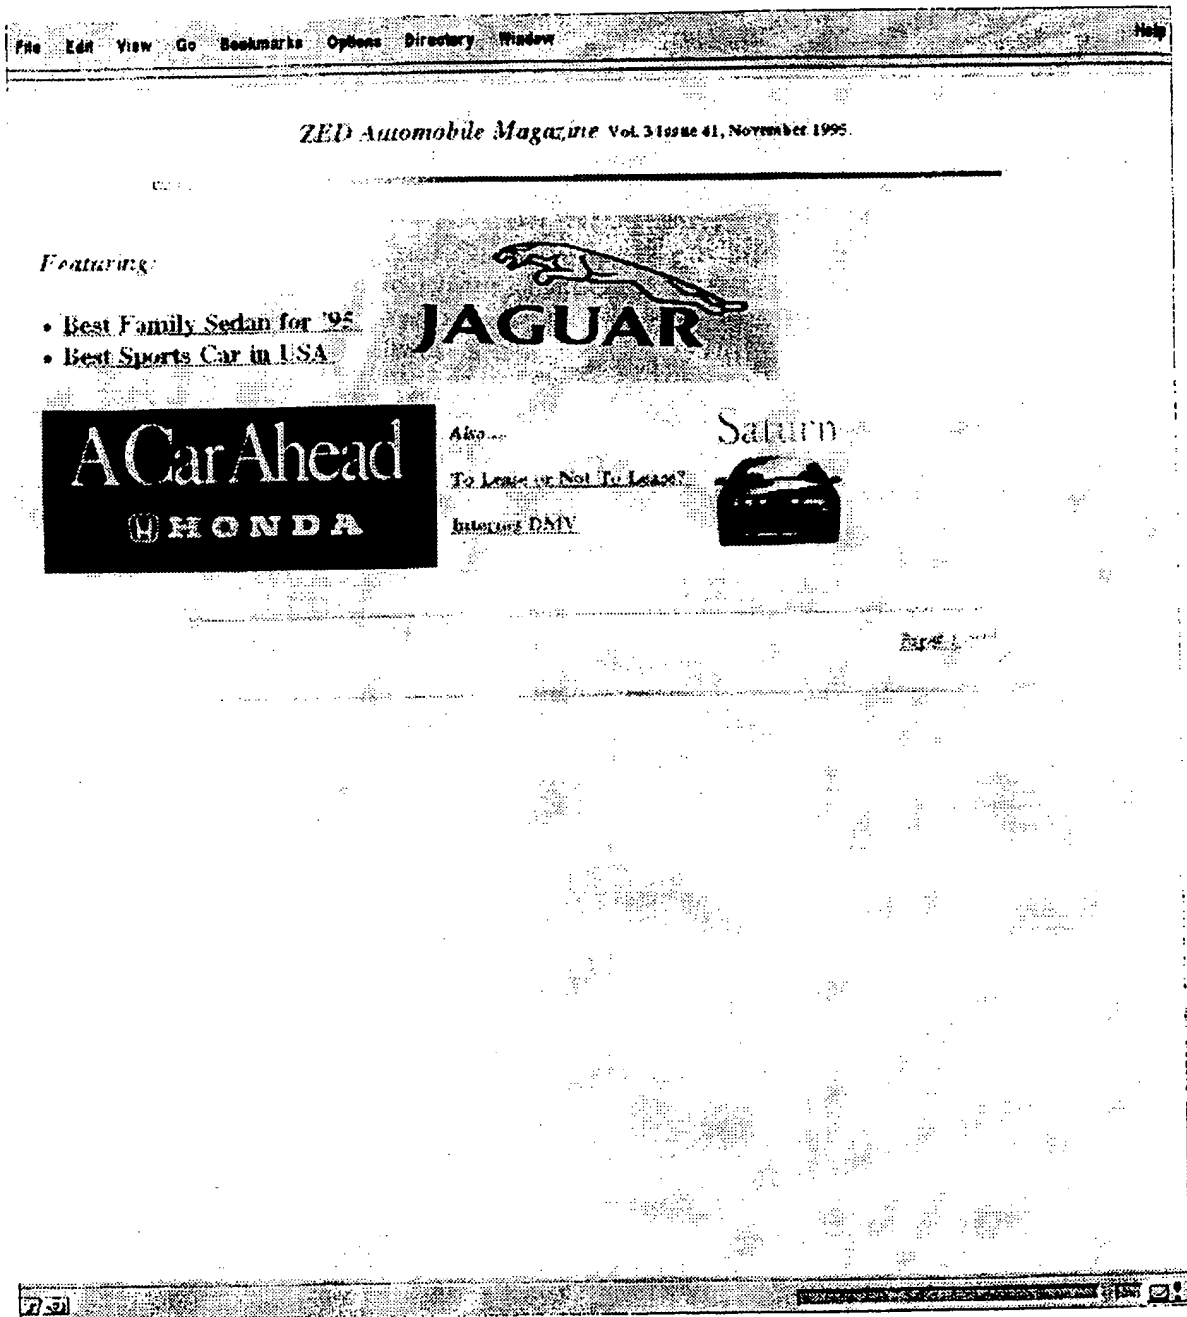 File Edit View Go Bookmarks Options Directory Window Help
ZED Automobile Magazine Vol. 3 Issue 41, November 1995.
Featuring:
• Best Family Sedan for '95
• Best Sports Car in USA
JAGUAR
A Car Ahead
HONDA
Also...
To Lease or Not To Lease?
Internet DMV
Saturn